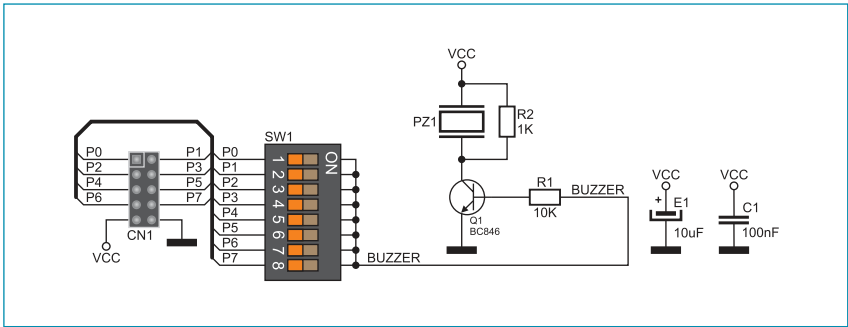 VCC
PZ1
R2
1K
SW1
P0
P1
P0
P2
P3
P1
P4
P5
P2
P6
P7
P3
P4
P5
P6
P7
CN1
VCC
1
2
3
4
5
6
7
8
ON
BUZZER
Q1
BC846
R1
10K
BUZZER
VCC
+
E1
10uF
VCC
C1
100nF